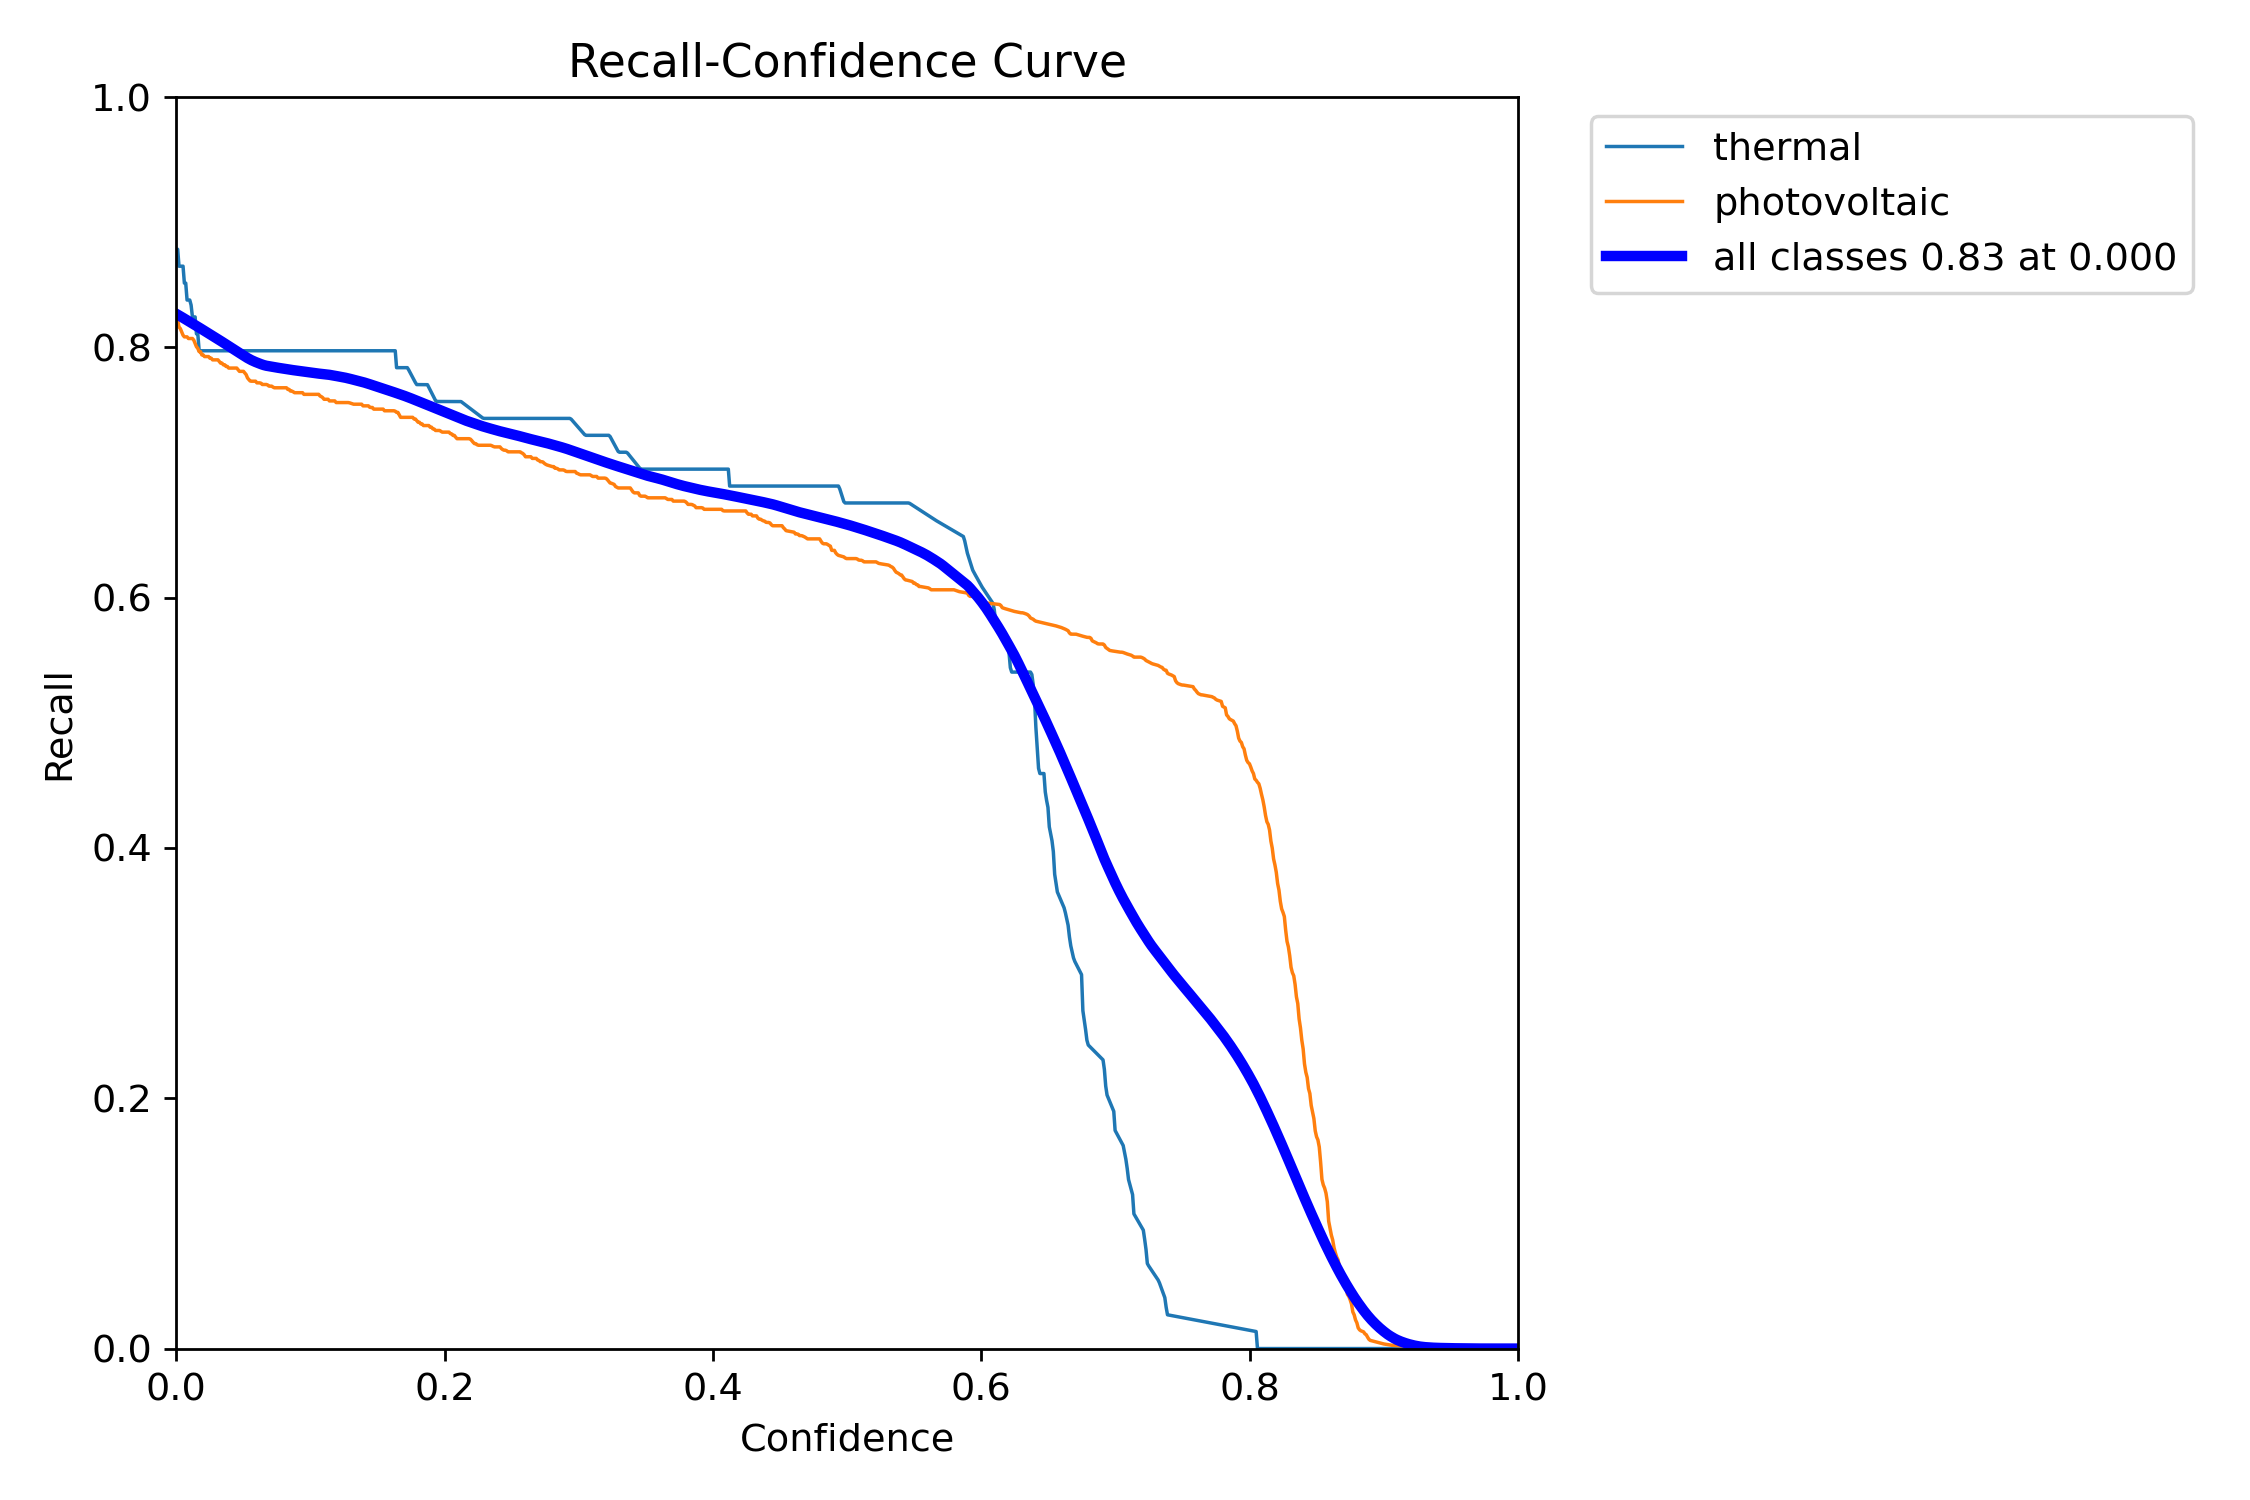 Recall-Confidence Curve
1.0
0.8
0.6
0.4
0.2
0.0
Recall
0.0 0.2 0.4 0.6 0.8 1.0
Confidence
thermal
photovoltaic
all classes 0.83 at 0.000